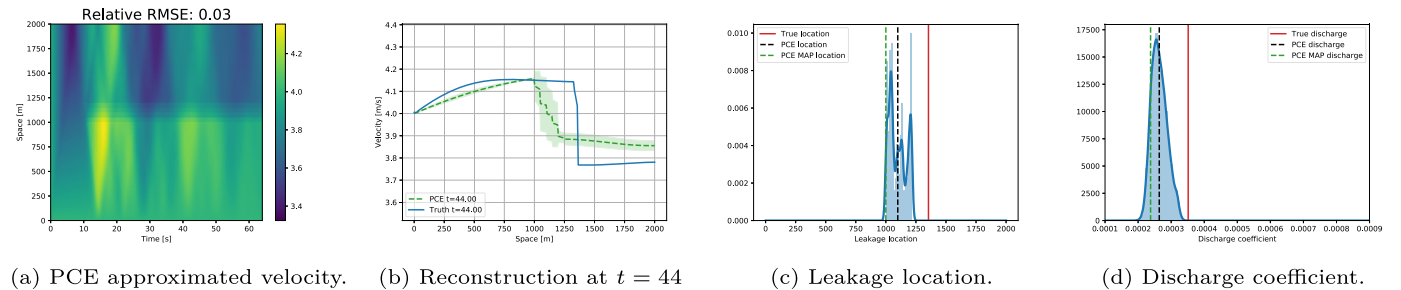 Relative RMSE: 0.03
2000
1750
1500
1250
1000
750
500
250
0
Space [m]
0 10 20 30 40 50 60
Time [s]
4.2
4.0
3.8
3.6
3.4
4.4
4.3
4.2
4.1
4.0
3.9
3.8
3.7
3.6
Velocity [m/s]
PCE t=44.00
Truth t=44.00
0 250 500 750 1000 1250 1500 1750 2000
Space [m]
0.010
0.008
0.006
0.004
0.002
0.000
True location
PCE location
PCE MAP location
0 250 500 750 1000 1250 1500 1750 2000
Leakage location
17500
15000
12500
10000
7500
5000
2500
0
True discharge
PCE discharge
PCE MAP discharge
0.0001 0.0002 0.0003 0.0004 0.0005 0.0006 0.0007 0.0008 0.0009
Discharge coefficient
(a) PCE approximated velocity.
(b) Reconstruction at t = 44
(c) Leakage location.
(d) Discharge coefficient.